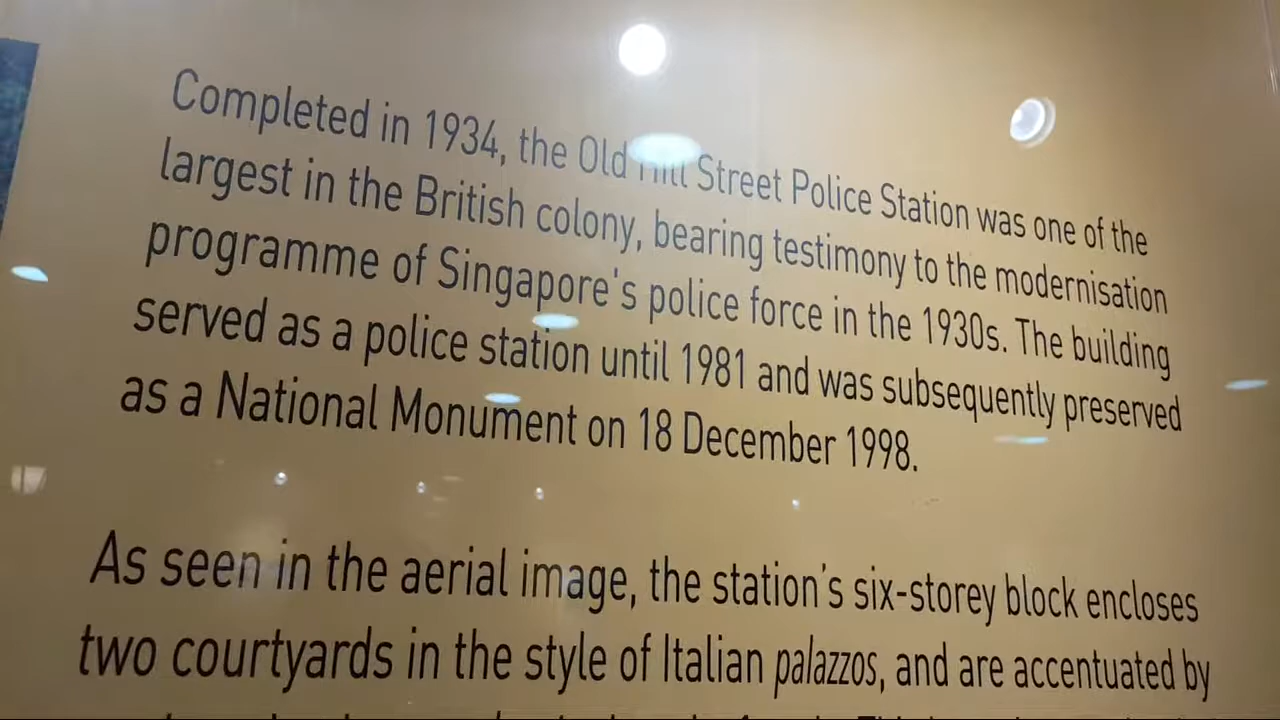 Completed in 1934, the Old Hill Street Police Station was one of the
largest in the British colony, bearing testimony to the modernisation
programme of Singapore's police force in the 1930s. The building
served as a police station until 1981 and was subsequently preserved
as a National Monument on 18 December 1998.
As seen in the aerial image, the station's six-storey block encloses
two courtyards in the style of Italian palazzos, and are accentuated by